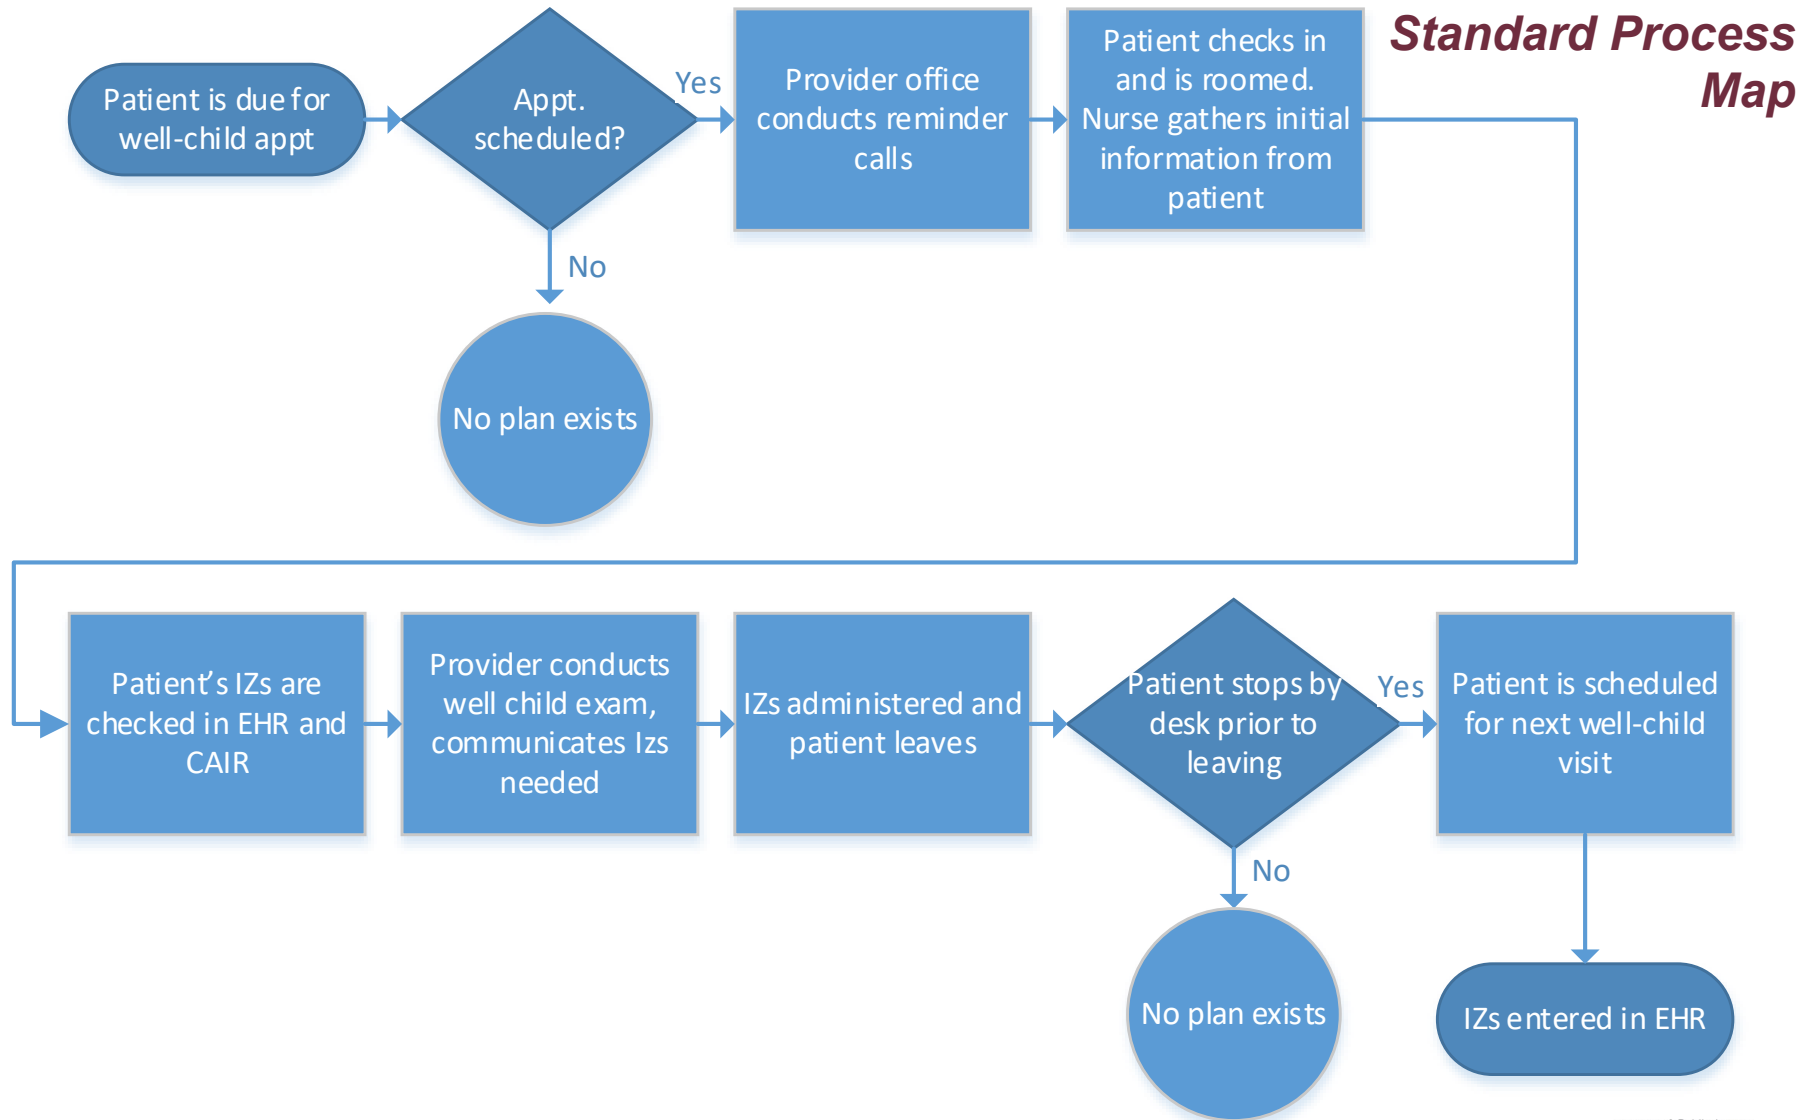 Standard Process
Map
Patient is due for
well-child appt
Appt.
scheduled?
Yes
Provider office
conducts reminder
calls
Patient checks in
and is roomed.
Nurse gathers initial
information from
patient
No
No plan exists
Patient’s IZs are
checked in EHR and
CAIR
Provider conducts
well child exam,
communicates Izs
needed
IZs administered and
patient leaves
Patient stops by
desk prior to
leaving
Yes
Patient is scheduled
for next well-child
visit
No
No plan exists
IZs entered in EHR